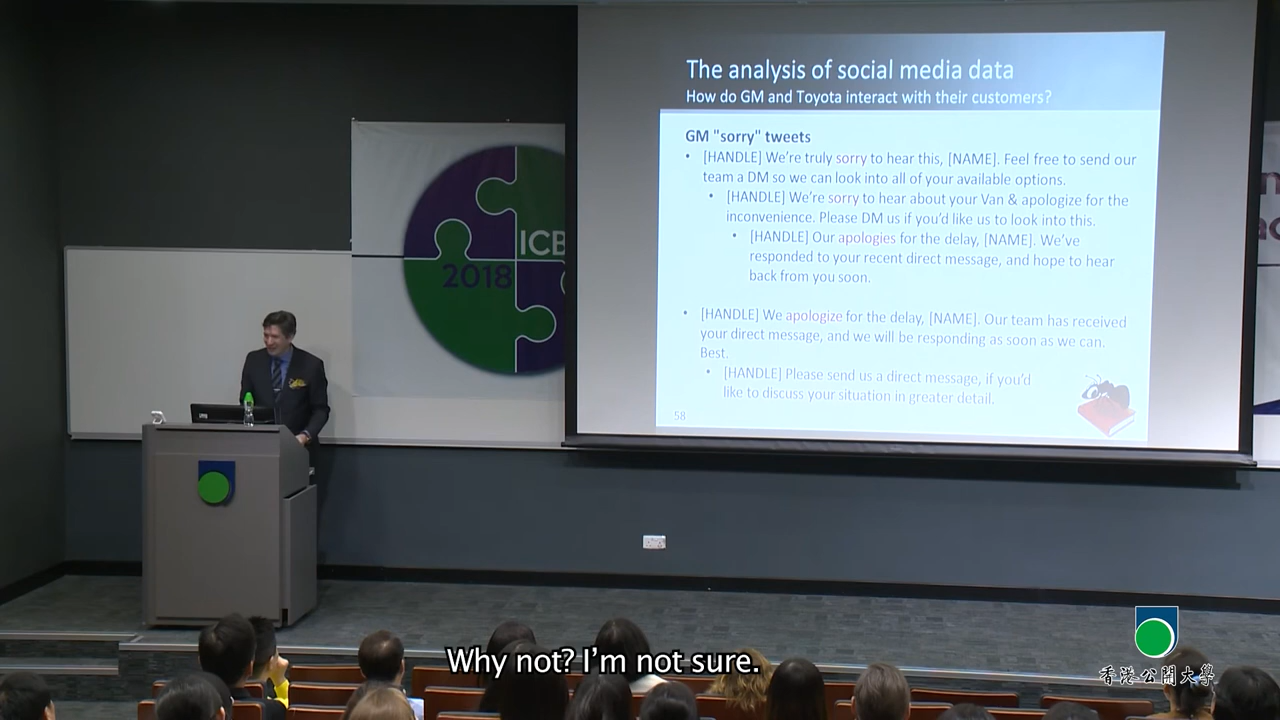 The analysis of social media data
How do GM and Toyota interact with their customers?
GM "sorry" tweets
• [HANDLE] We're truly sorry to hear this, [NAME]. Feel free to send our
team a DM so we can look into all of your available options.
• [HANDLE] We're sorry to hear about your Van & apologize for the
inconvenience. Please DM us if you'd like us to look into this.
• [HANDLE] Our apologies for the delay, [NAME]. We've
responded to your recent direct message, and hope to hear
back from you soon.
• [HANDLE] We apologize for the delay, [NAME]. Our team has received
your direct message, and we will be responding as soon as we can.
Best.
• [HANDLE] Please send us a direct message, if you'd
like to discuss your situation in greater detail.
58
ICB
2018
Why not? I'm not sure.
香港公開大學